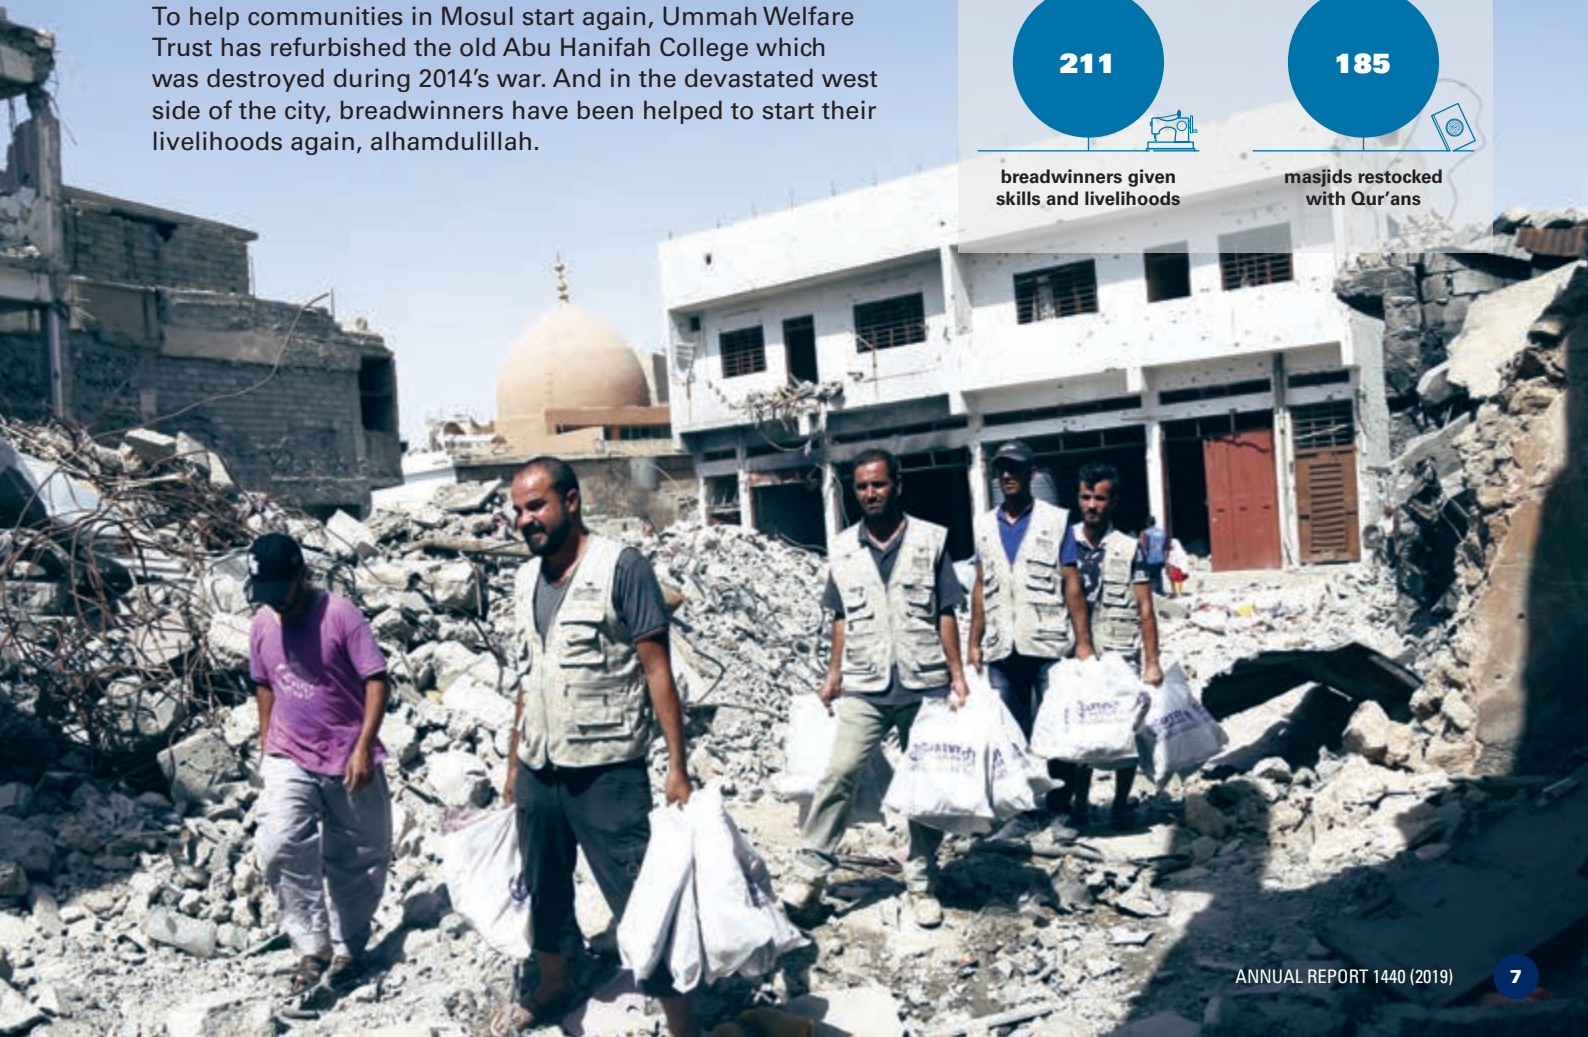 To help communities in Mosul start again, Ummah Welfare
Trust has refurbished the old Abu Hanifah College which
was destroyed during 2014’s war. And in the devastated west
side of the city, breadwinners have been helped to start their
livelihoods again, alhamdulillah.
211
breadwinners given
skills and livelihoods
185
masjids restocked
with Qur’ans
ANNUAL REPORT 1440 (2019)
7